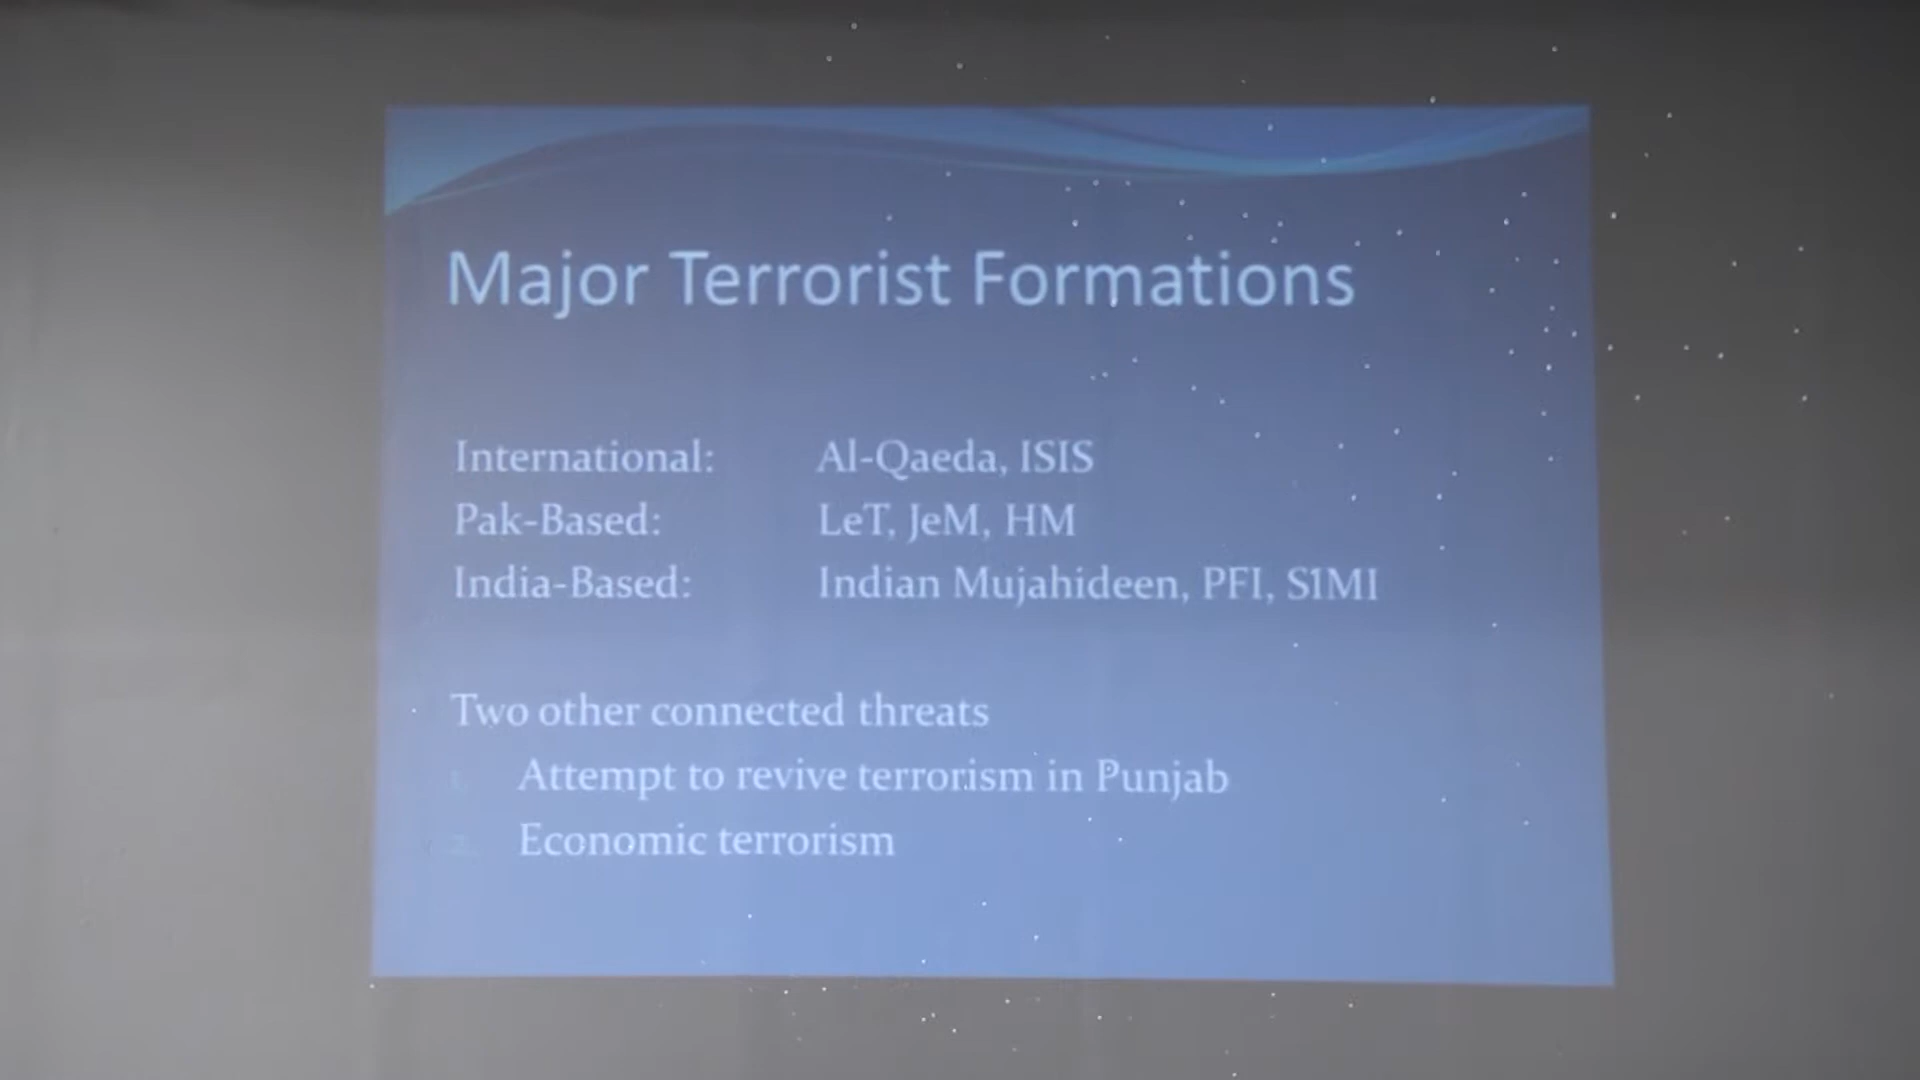 Major Terrorist Formations
International: Al-Qaeda, ISIS
Pak-Based: LeT, JeM, HM
India-Based: Indian Mujahideen, PFI, S1MI
Two other connected threats
1. Attempt to revive terrorism in Punjab
2. Economic terrorism